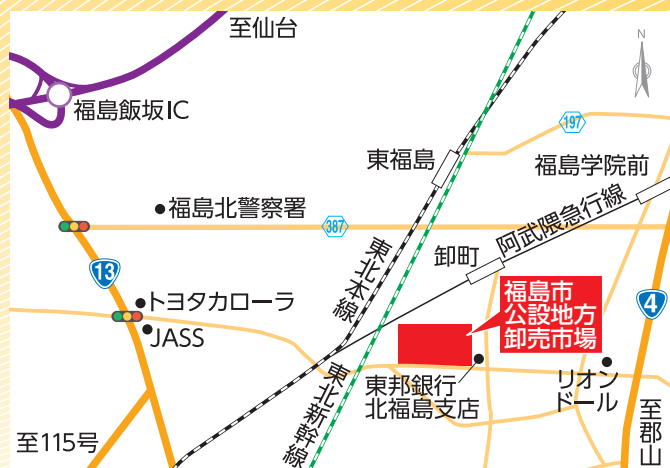 至仙台
N
福島飯坂IC
197
東福島
福島学院前
福島北警察署
387
阿武隈急行線
卸町
東北本線
13
トヨタカローラ
JASS
福島市
公設地方
卸売市場
4
東邦銀行
北福島支店
リオン
ドール
東北新幹線
至115号
至郡山